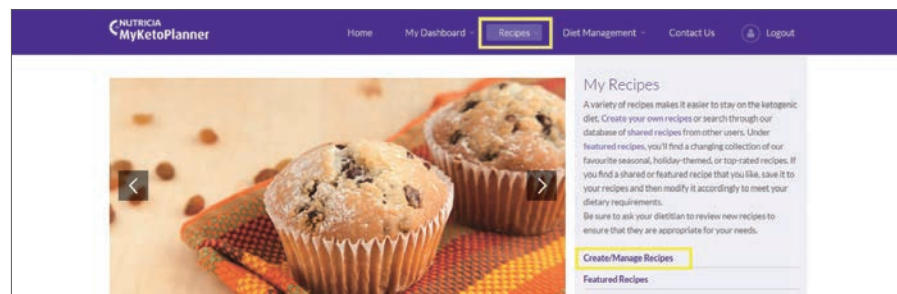 NUTRICIA
MyKetoPlanner
Home My Dashboard Recipes Diet Management Contact Us Logout
My Recipes
A variety of recipes makes it easier to stay on the ketogenic
diet. Create your own recipes or search through our
database of shared recipes from other users. Under
featured recipes, you'll find a changing collection of our
favourite seasonal, holiday-themed, or top-rated recipes. If
you find a shared or featured recipe that you like, save it to
your recipes and then modify it accordingly to meet your
dietary requirements.
Be sure to ask your dietitian to review new recipes to
ensure that they are appropriate for your needs.
Create/Manage Recipes
Featured Recipes